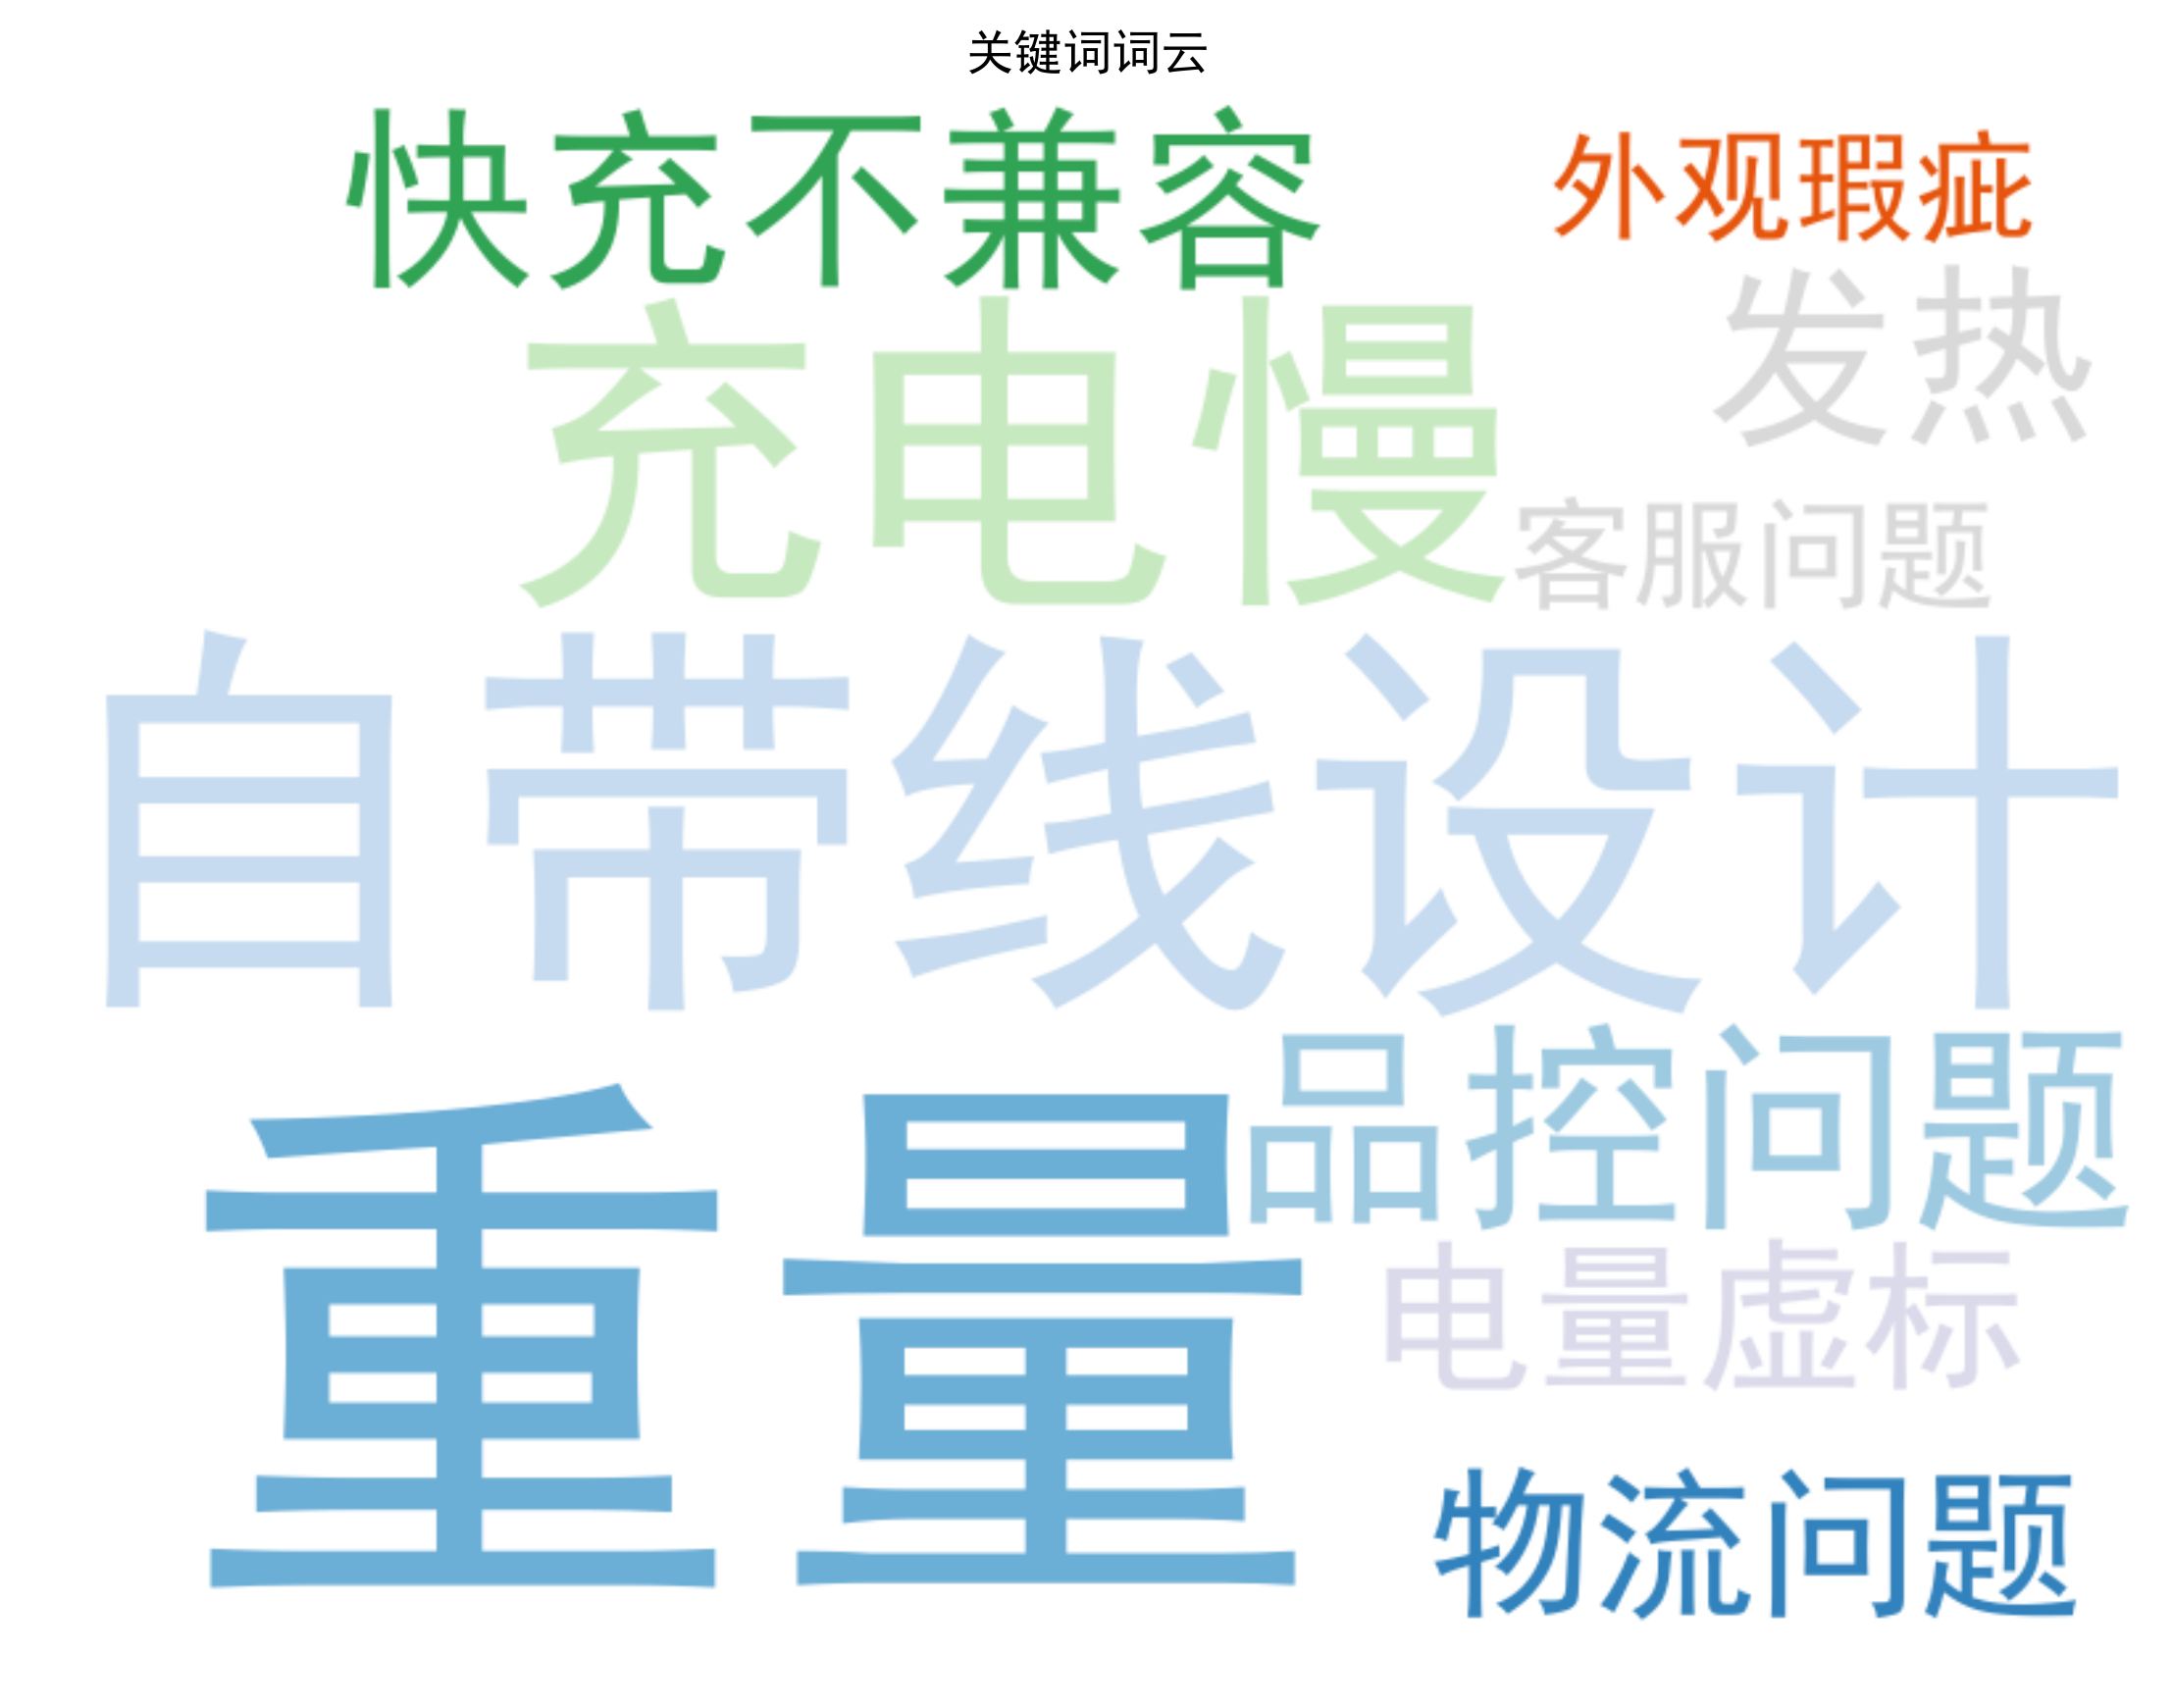 关键词词云
快充不兼容
外观瑕疵
发热
充电慢
客服问题
自带线设计
品控问题
重量
电量虚标
物流问题